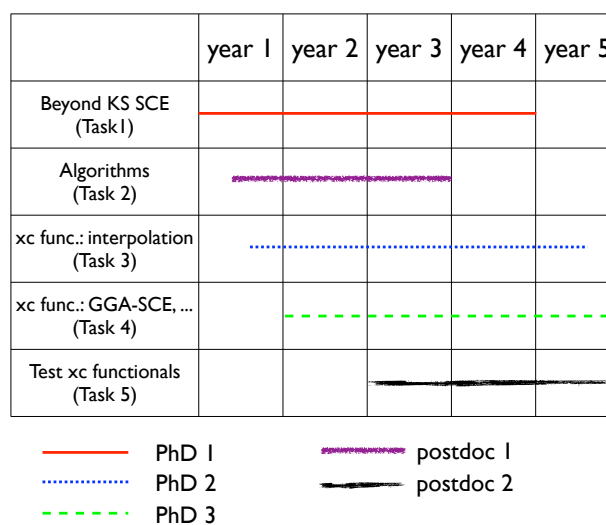 year 1 year 2 year 3 year 4 year 5
Beyond KS SCE
(Task1)
Algorithms
(Task 2)
xc func.: interpolation
(Task 3)
xc func.: GGA-SCE, ...
(Task 4)
Test xc functionals
(Task 5)
PhD 1 postdoc 1
PhD 2 postdoc 2
PhD 3